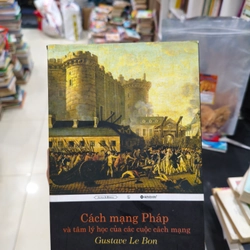 Cách mạng Pháp
và tâm lý học của các cuộc cách mạng
Gustave Le Bon